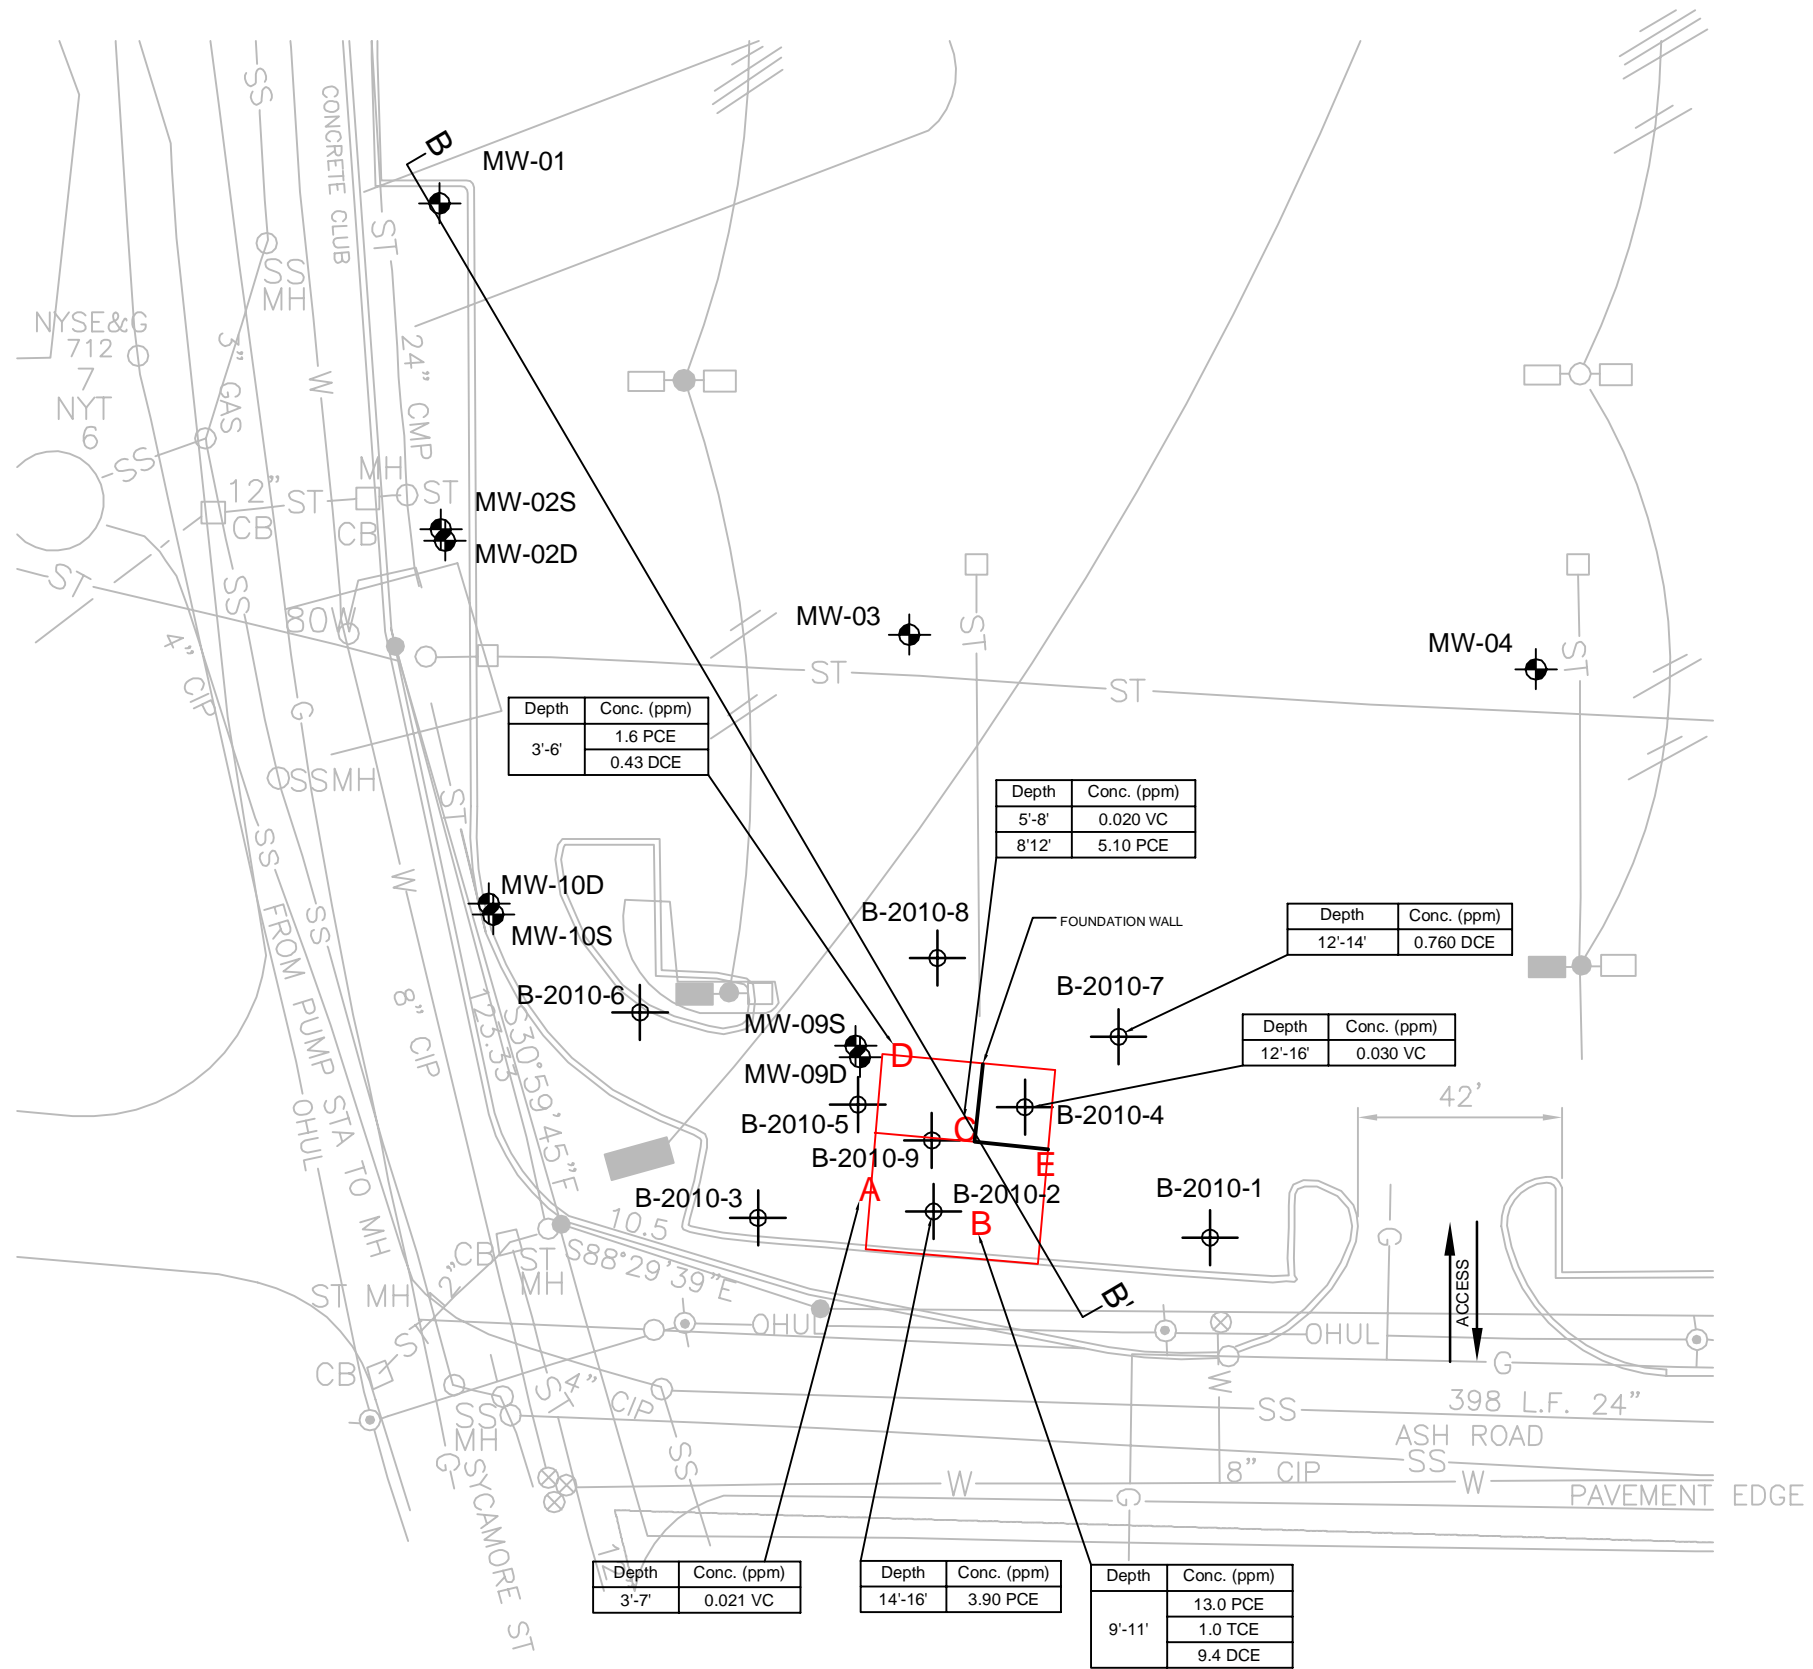 SS
CONCRETE CLUB
B
MW-01
ST
SS
MH
NYSE&G
712
7
NYT
6
3" GAS
W
24" CMP
SS
12"
ST
MH
ST
CB
CB
MW-02S
MW-02D
ST
SS
80W
4" CIP
MW-03
ST
MW-04
ST
ST
ST
G
Depth Conc. (ppm)
3'-6' 1.6 PCE
0.43 DCE
OSSMH
ST
Depth Conc. (ppm)
5'-8' 0.020 VC
8'12' 5.10 PCE
SS FROM PUMP STA TO MH
SS
W
MW-10D
MW-10S
B-2010-8
FOUNDATION WALL
Depth Conc. (ppm)
12'-14' 0.760 DCE
B-2010-7
B-2010-6
8" CIP
123.33
S30°59'45"E
MW-09S
D
MW-09D
Depth Conc. (ppm)
12'-16' 0.030 VC
42'
OHUL
B-2010-5
C
B-2010-4
B-2010-9
E
A
B-2010-3
B-2010-2
B
B-2010-1
10.5
S88°29'39"E
CB
ST
MH
12"
G
ACCESS
ST MH
B'
OHUL
OHUL
ST
CB
G
W
ST
4" CIP
398 L.F. 24"
SS
SS
MH
ASH ROAD
SS
SS
G
SYCAMORE ST
8" CIP
W
W
G
PAVEMENT EDGE
12"
Depth Conc. (ppm)
3'-7' 0.021 VC
Depth Conc. (ppm)
14'-16' 3.90 PCE
Depth Conc. (ppm)
9'-11' 13.0 PCE
1.0 TCE
9.4 DCE